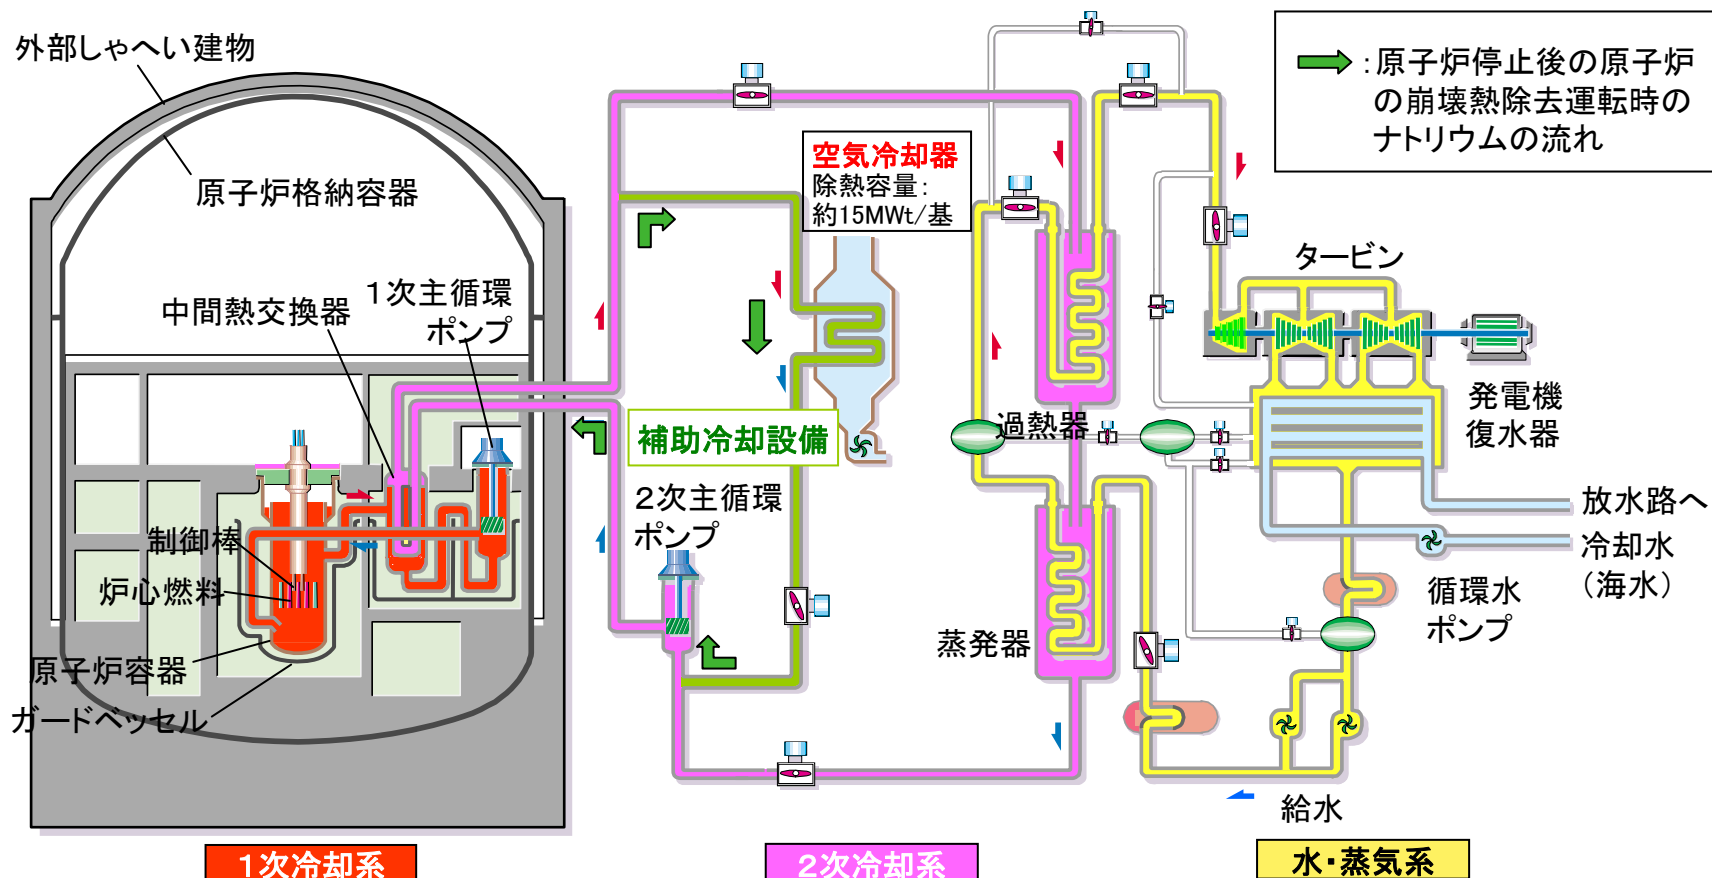 外部しゃへい建物
原子炉格納容器
中間熱交換器
1次主循環
ポンプ
制御棒
炉心燃料
原子炉容器
ガードベッセル
1次冷却系
空気冷却器
除熱容量:
約15MWt/基
補助冷却設備
2次主循環
ポンプ
2次冷却系
過熱器
蒸発器
:原子炉停止後の原子炉
の崩壊熱除去運転時の
ナトリウムの流れ
タービン
発電機
復水器
放水路へ
冷却水
(海水)
循環水
ポンプ
給水
水・蒸気系